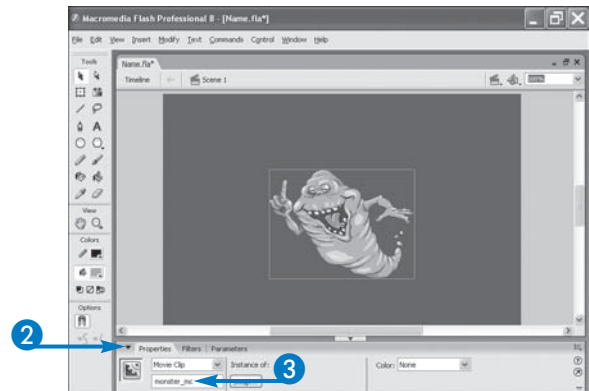 Macromedia Flash Professional 8 - [Name.fla*]
File Edit View Insert Modify Text Commands Control Window Help
Tools
Name.fla*
Timeline Scene 1
View
Colors
Options
2
Properties Filters Parameters
3
Movie Clip Instance of: Color: None
monster_mc